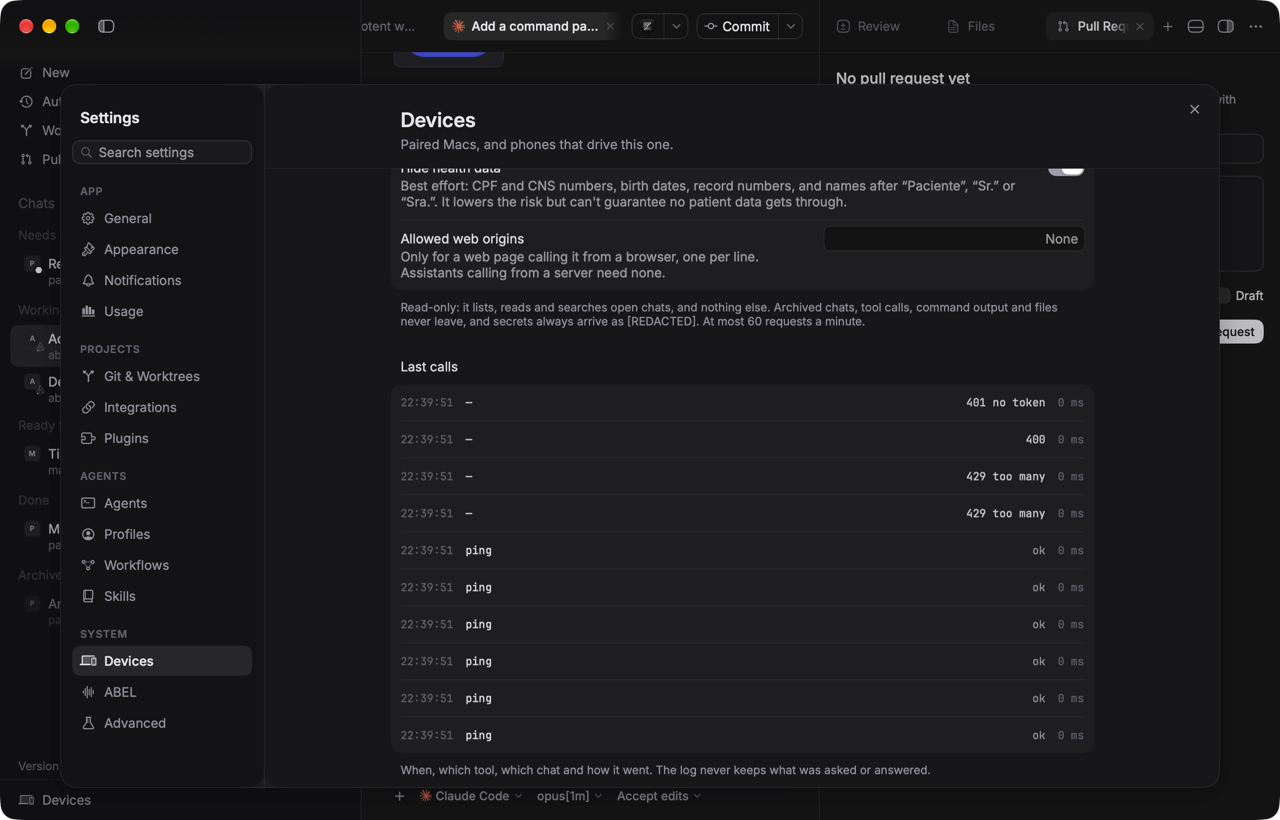 otent w...
Add a command pa...
Commit
Review
Files
Pull Req
No pull request yet
New
Settings
Search settings
APP
General
Appearance
Notifications
Usage
PROJECTS
Git & Worktrees
Integrations
Plugins
AGENTS
Agents
Profiles
Workflows
Skills
SYSTEM
Devices
ABEL
Advanced
Chats
Needs
Workin
Ready
Done
Archive
Version
Devices
Devices
Paired Macs, and phones that drive this one.
Hide health data
Best effort: CPF and CNS numbers, birth dates, record numbers, and names after “Paciente”, “Sr.” or
“Sra.”. It lowers the risk but can't guarantee no patient data gets through.
Allowed web origins
None
Only for a web page calling it from a browser, one per line.
Assistants calling from a server need none.
Read-only: it lists, reads and searches open chats, and nothing else. Archived chats, tool calls, command output and files
never leave, and secrets always arrive as [REDACTED]. At most 60 requests a minute.
Last calls
22:39:51 – 401 no token 0 ms
22:39:51 – 400 0 ms
22:39:51 – 429 too many 0 ms
22:39:51 – 429 too many 0 ms
22:39:51 ping ok 0 ms
22:39:51 ping ok 0 ms
22:39:51 ping ok 0 ms
22:39:51 ping ok 0 ms
22:39:51 ping ok 0 ms
22:39:51 ping ok 0 ms
When, which tool, which chat and how it went. The log never keeps what was asked or answered.
Claude Code
opus[1m]
Accept edits
with
Draft
equest